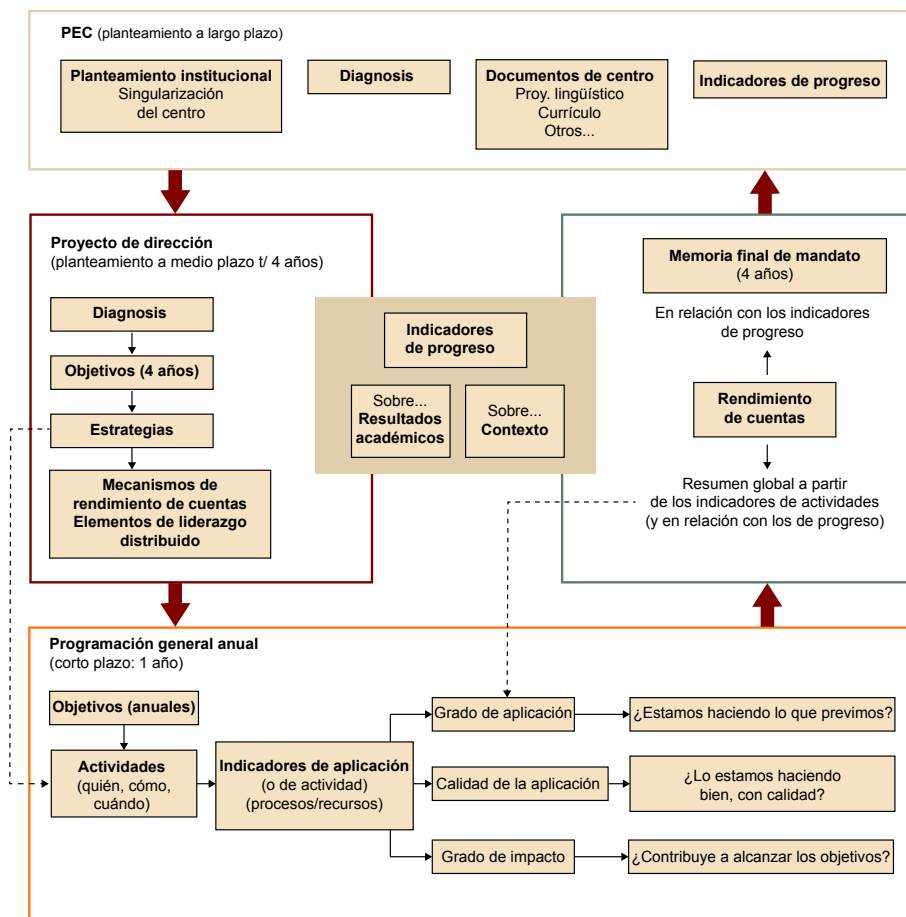 PEC (planteamiento a largo plazo)
Planteamiento institucional
Singularización
del centro
Diagnosis
Documentos de centro
Proy. lingüístico
Currículo
Otros...
Indicadores de progreso
Proyecto de dirección
(planteamiento a medio plazo t/ 4 años)
Diagnosis
Objetivos (4 años)
Estrategias
Mecanismos de
rendimiento de cuentas
Elementos de liderazgo
distribuido
Indicadores
de progreso
Sobre...
Resultados
académicos
Sobre...
Contexto
Memoria final de mandato
(4 años)
En relación con los indicadores
de progreso
Rendimiento
de cuentas
Resumen global a partir
de los indicadores de actividades
(y en relación con los de progreso)
Programación general anual
(corto plazo: 1 año)
Objetivos (anuales)
Actividades
(quién, cómo,
cuándo)
Indicadores de aplicación
(o de actividad)
(procesos/recursos)
Grado de aplicación
¿Estamos haciendo lo que previmos?
Calidad de la aplicación
¿Lo estamos haciendo
bien, con calidad?
Grado de impacto
¿Contribuye a alcanzar los objetivos?